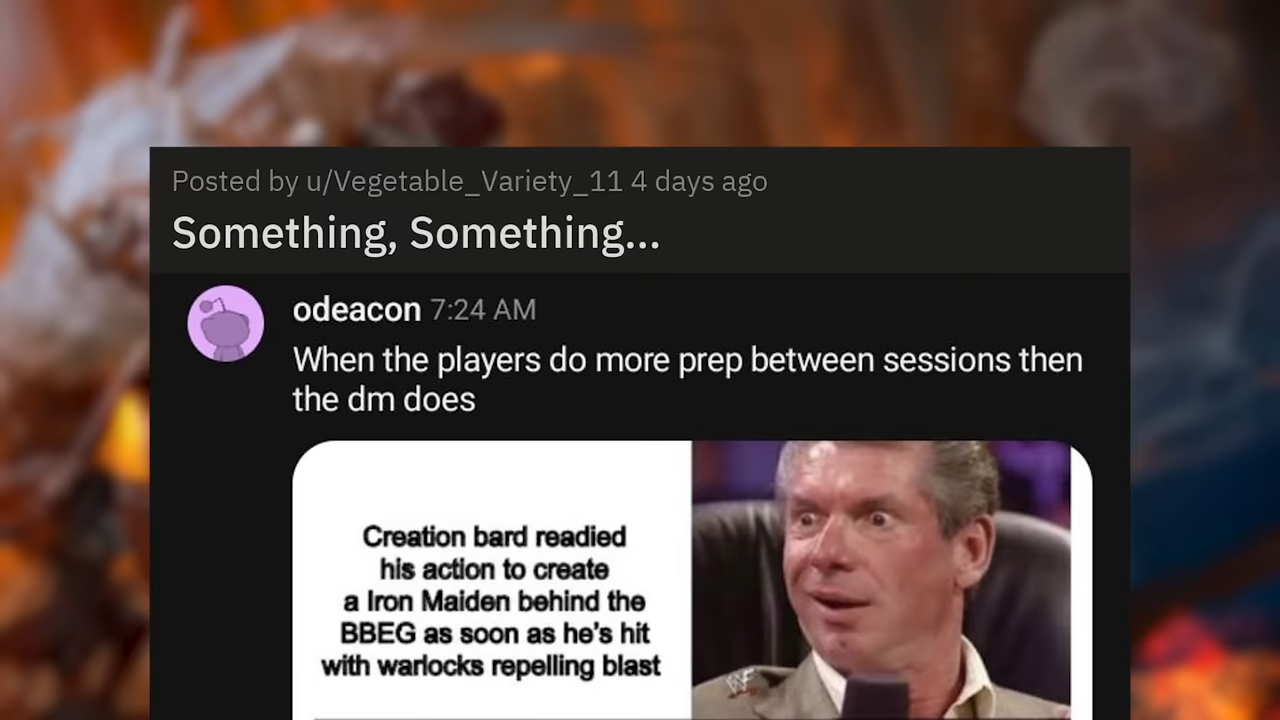 Posted by u/Vegetable_Variety_11 4 days ago
Something, Something...
odeacon 7:24 AM
When the players do more prep between sessions then
the dm does
Creation bard readied
his action to create
a Iron Maiden behind the
BBEG as soon as he's hit
with warlocks repelling blast